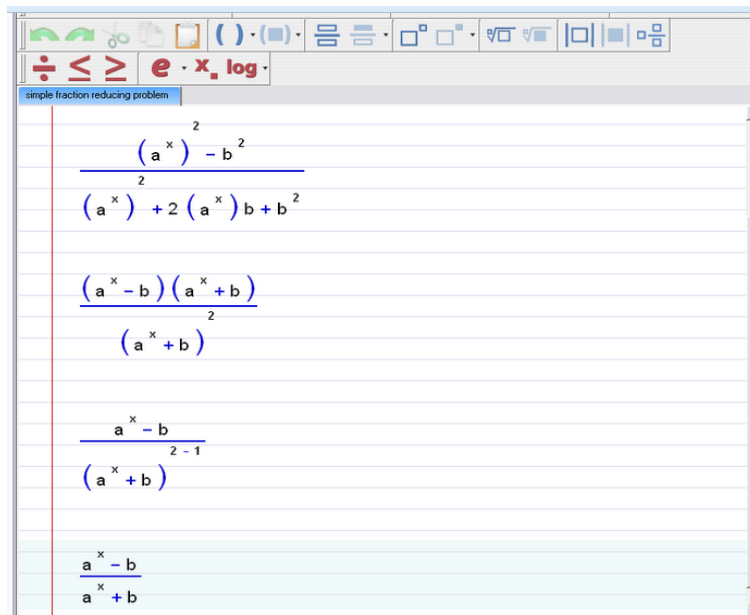 ( ) · (■) ·
÷ ≤ ≥ e · x. log ·
simple fraction reducing problem
(a^x)^2 - b^2
(a^x)^2 + 2 (a^x) b + b^2
(a^x - b) (a^x + b)
(a^x + b)^2
a^x - b
(a^x + b)^2 - 1
a^x - b
a^x + b